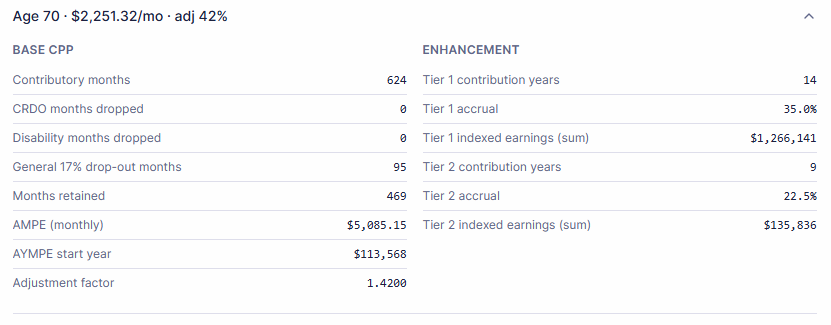 Age 70 · $2,251.32/mo · adj 42%
BASE CPP
Contributory months 624
CRDO months dropped 0
Disability months dropped 0
General 17% drop-out months 95
Months retained 469
AMPE (monthly) $5,085.15
AYMPE start year $113,568
Adjustment factor 1.4200
ENHANCEMENT
Tier 1 contribution years 14
Tier 1 accrual 35.0%
Tier 1 indexed earnings (sum) $1,266,141
Tier 2 contribution years 9
Tier 2 accrual 22.5%
Tier 2 indexed earnings (sum) $135,836